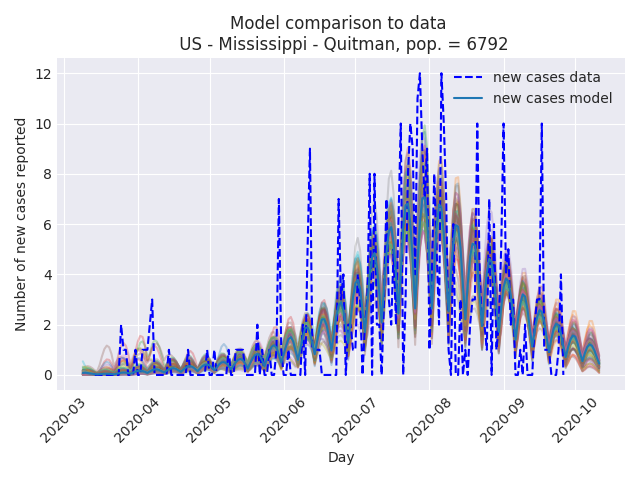 Model comparison to data
US - Mississippi - Quitman, pop. = 6792
new cases data
new cases model
Number of new cases reported
12
10
8
6
4
2
0
2020-03
2020-04
2020-05
2020-06
2020-07
2020-08
2020-09
2020-10
Day